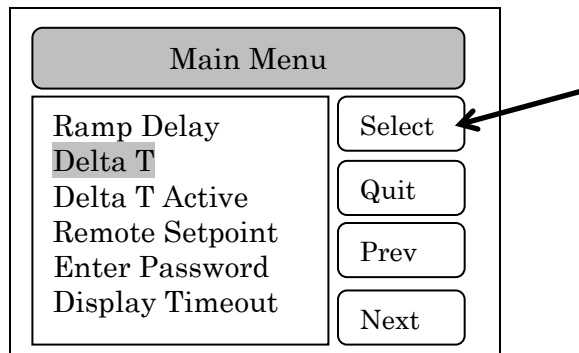 Main Menu
Ramp Delay
Delta T
Delta T Active
Remote Setpoint
Enter Password
Display Timeout
Select
Quit
Prev
Next